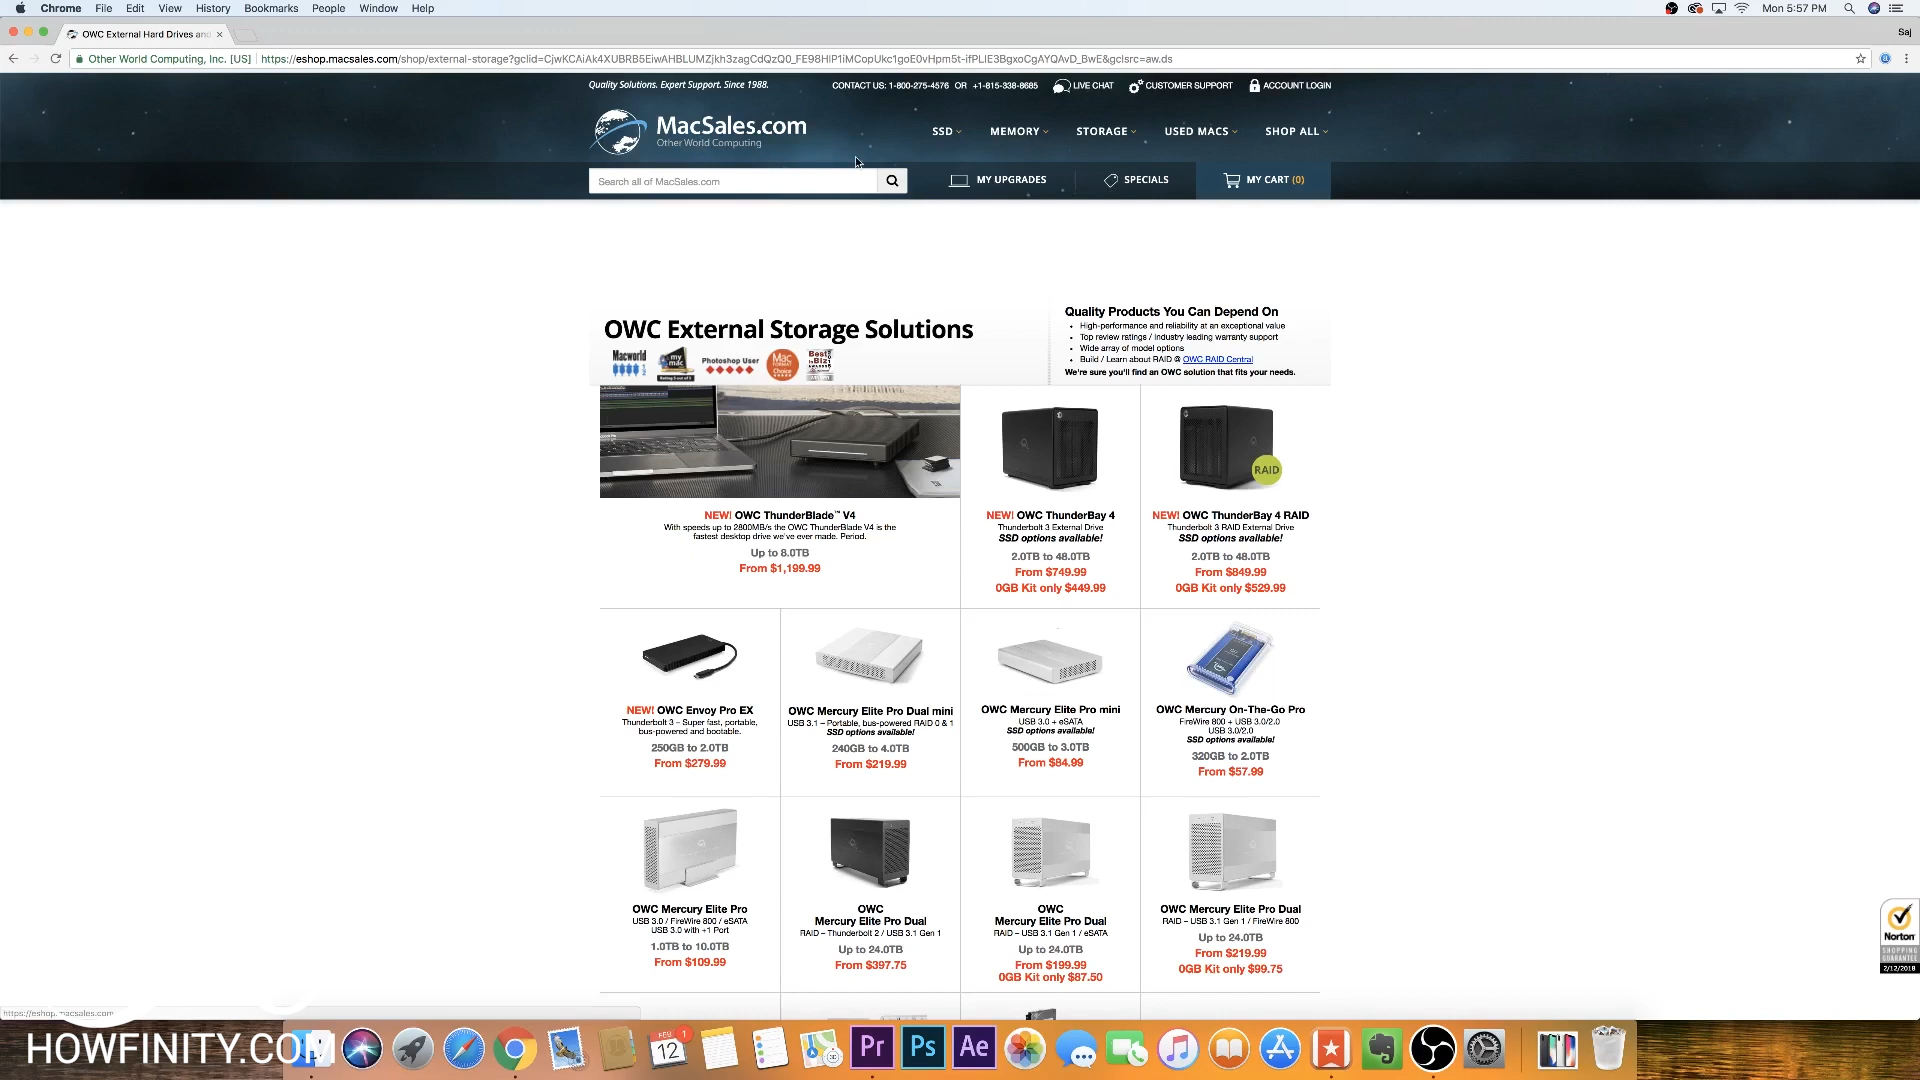 Chrome File Edit View History Bookmarks People Window Help Mon 5:57 PM
OWC External Hard Drives and Saj
Other World Computing, Inc. [US] https://eshop.macsales.com/shop/external-storage?gclid=CjwKCAiAk4XUBRB5EiwAHBLUMZjkh3zagCdQzQ0_FE98HlP1iMCopUkc1goE0vHpm5t-ifPLlE3BgxoCgAYQAvD_BwE&gclsrc=aw.ds
Quality Solutions. Expert Support. Since 1988. CONTACT US: 1-800-275-4576 OR +1-815-338-8685 LIVE CHAT CUSTOMER SUPPORT ACCOUNT LOGIN
MacSales.com
Other World Computing
SSD MEMORY STORAGE USED MACS SHOP ALL
Search all of MacSales.com MY UPGRADES SPECIALS MY CART (0)
OWC External Storage Solutions
Macworld my mac Photoshop User Mac FORMAT Choice Best in Biz AWARDS
Quality Products You Can Depend On
• High-performance and reliability at an exceptional value
• Top review ratings / Industry leading warranty support
• Wide array of model options
• Build / Learn about RAID @ OWC RAID Central
We're sure you'll find an OWC solution that fits your needs.
RAID
NEW! OWC ThunderBlade™ V4
With speeds up to 2800MB/s the OWC ThunderBlade V4 is the
fastest desktop drive we've ever made. Period.
Up to 8.0TB
From $1,199.99
NEW! OWC ThunderBay 4
Thunderbolt 3 External Drive
SSD options available!
2.0TB to 48.0TB
From $749.99
0GB Kit only $449.99
NEW! OWC ThunderBay 4 RAID
Thunderbolt 3 RAID External Drive
SSD options available!
2.0TB to 48.0TB
From $849.99
0GB Kit only $529.99
NEW! OWC Envoy Pro EX
Thunderbolt 3 – Super fast, portable,
bus-powered and bootable.
250GB to 2.0TB
From $279.99
OWC Mercury Elite Pro Dual mini
USB 3.1 – Portable, bus-powered RAID 0 & 1
SSD options available!
240GB to 4.0TB
From $219.99
OWC Mercury Elite Pro mini
USB 3.0 + eSATA
SSD options available!
500GB to 3.0TB
From $84.99
OWC Mercury On-The-Go Pro
FireWire 800 + USB 3.0/2.0
USB 3.0/2.0
SSD options available!
320GB to 2.0TB
From $57.99
OWC Mercury Elite Pro
USB 3.0 / FireWire 800 / eSATA
USB 3.0 with +1 Port
1.0TB to 10.0TB
From $109.99
OWC
Mercury Elite Pro Dual
RAID – Thunderbolt 2 / USB 3.1 Gen 1
Up to 24.0TB
From $397.75
OWC
Mercury Elite Pro Dual
RAID – USB 3.1 Gen 1 / eSATA
Up to 24.0TB
From $199.99
0GB Kit only $87.50
OWC Mercury Elite Pro Dual
RAID – USB 3.1 Gen 1 / FireWire 800
Up to 24.0TB
From $219.99
0GB Kit only $99.75
Norton
SHOPPING
GUARANTEE
2/12/2018
https://eshop.macsales.com
HOWFINITY.COM
FEB 1
12
Pr Ps Ae